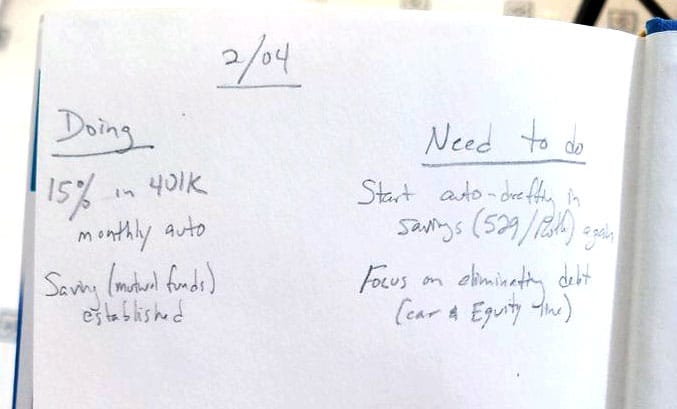 2/04
Doing
15% in 401K
monthly auto
Saving (mutual funds)
established
Need to do
Start auto-drafting in
savings (529/Roth) again
Focus on eliminating debt
(car & Equity line)